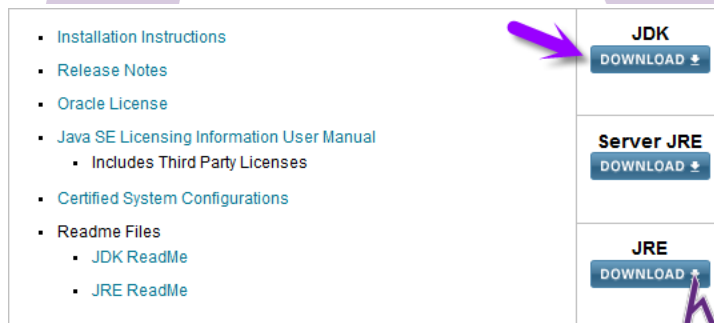 Installation Instructions
Release Notes
Oracle License
Java SE Licensing Information User Manual
Includes Third Party Licenses
Certified System Configurations
Readme Files
JDK ReadMe
JRE ReadMe
JDK
DOWNLOAD
Server JRE
DOWNLOAD
JRE
DOWNLOAD